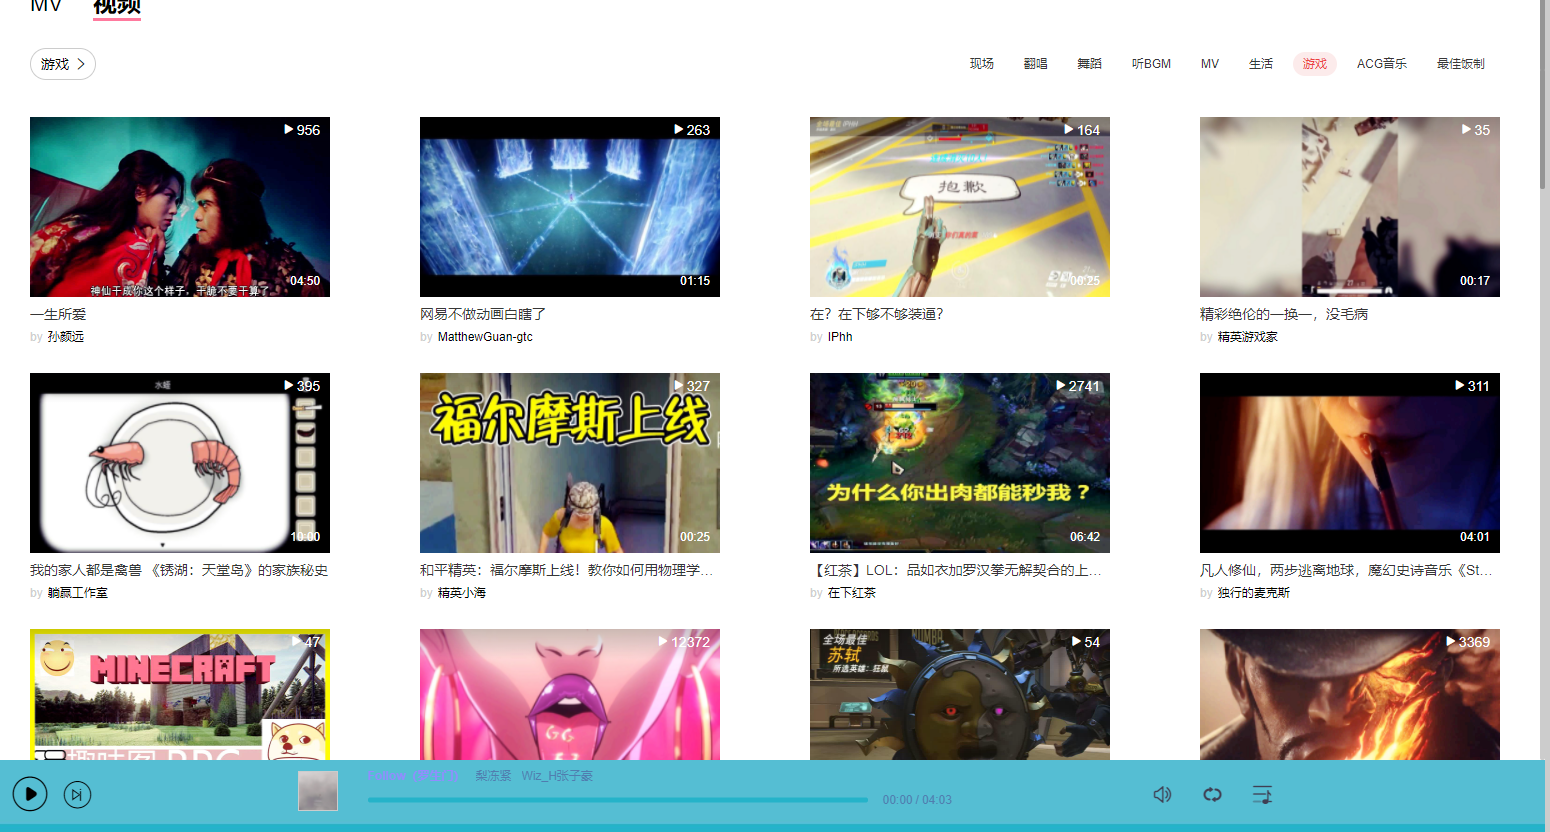 MV 视频
游戏
现场 翻唱 舞蹈 听BGM MV 生活 游戏 ACG音乐 最佳饭制
956
263
164
35
抱歉
04:50
01:15
00:25
00:17
神仙干成你这个样子，干脆不要干算了
一生所爱
网易不做动画白瞎了
在？在下够不够装逼？
精彩绝伦的一换一，没毛病
by 孙颜远
by MatthewGuan-gtc
by IPhh
by 精英游戏家
水蛭
395
327
2741
311
福尔摩斯上线
为什么你出肉都能秒我？
10:00
00:25
06:42
04:01
我的家人都是禽兽 《锈湖：天堂岛》的家族秘史
和平精英：福尔摩斯上线！教你如何用物理学…
【红茶】LOL：品如衣加罗汉拳无解契合的上…
凡人修仙，两步逃离地球，魔幻史诗音乐《St…
by 躺赢工作室
by 精英小海
by 在下红茶
by 独行的麦克斯
47
12372
54
3369
MINECRAFT
全场最佳
苏轼
所选英雄：狂鼠
GG
梨冻紧 Wiz_H张子豪
00:00 / 04:03